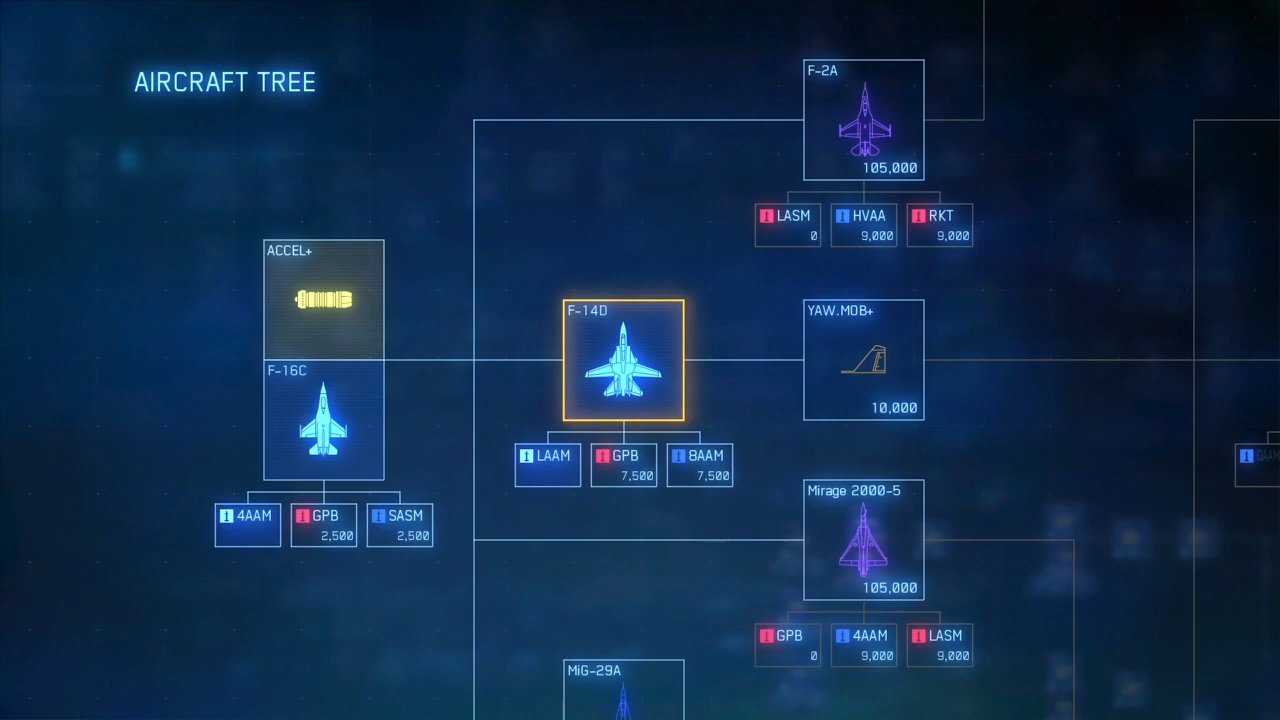 AIRCRAFT TREE
F-2A
105,000
LASM
0
HVAA
9,000
RKT
9,000
ACCEL+
F-16C
4AAM
GPB
2,500
SASM
2,500
F-14D
LAAM
GPB
7,500
8AAM
7,500
YAW.MOB+
10,000
Mirage 2000-5
105,000
GPB
0
4AAM
9,000
LASM
9,000
MiG-29A
QAAM